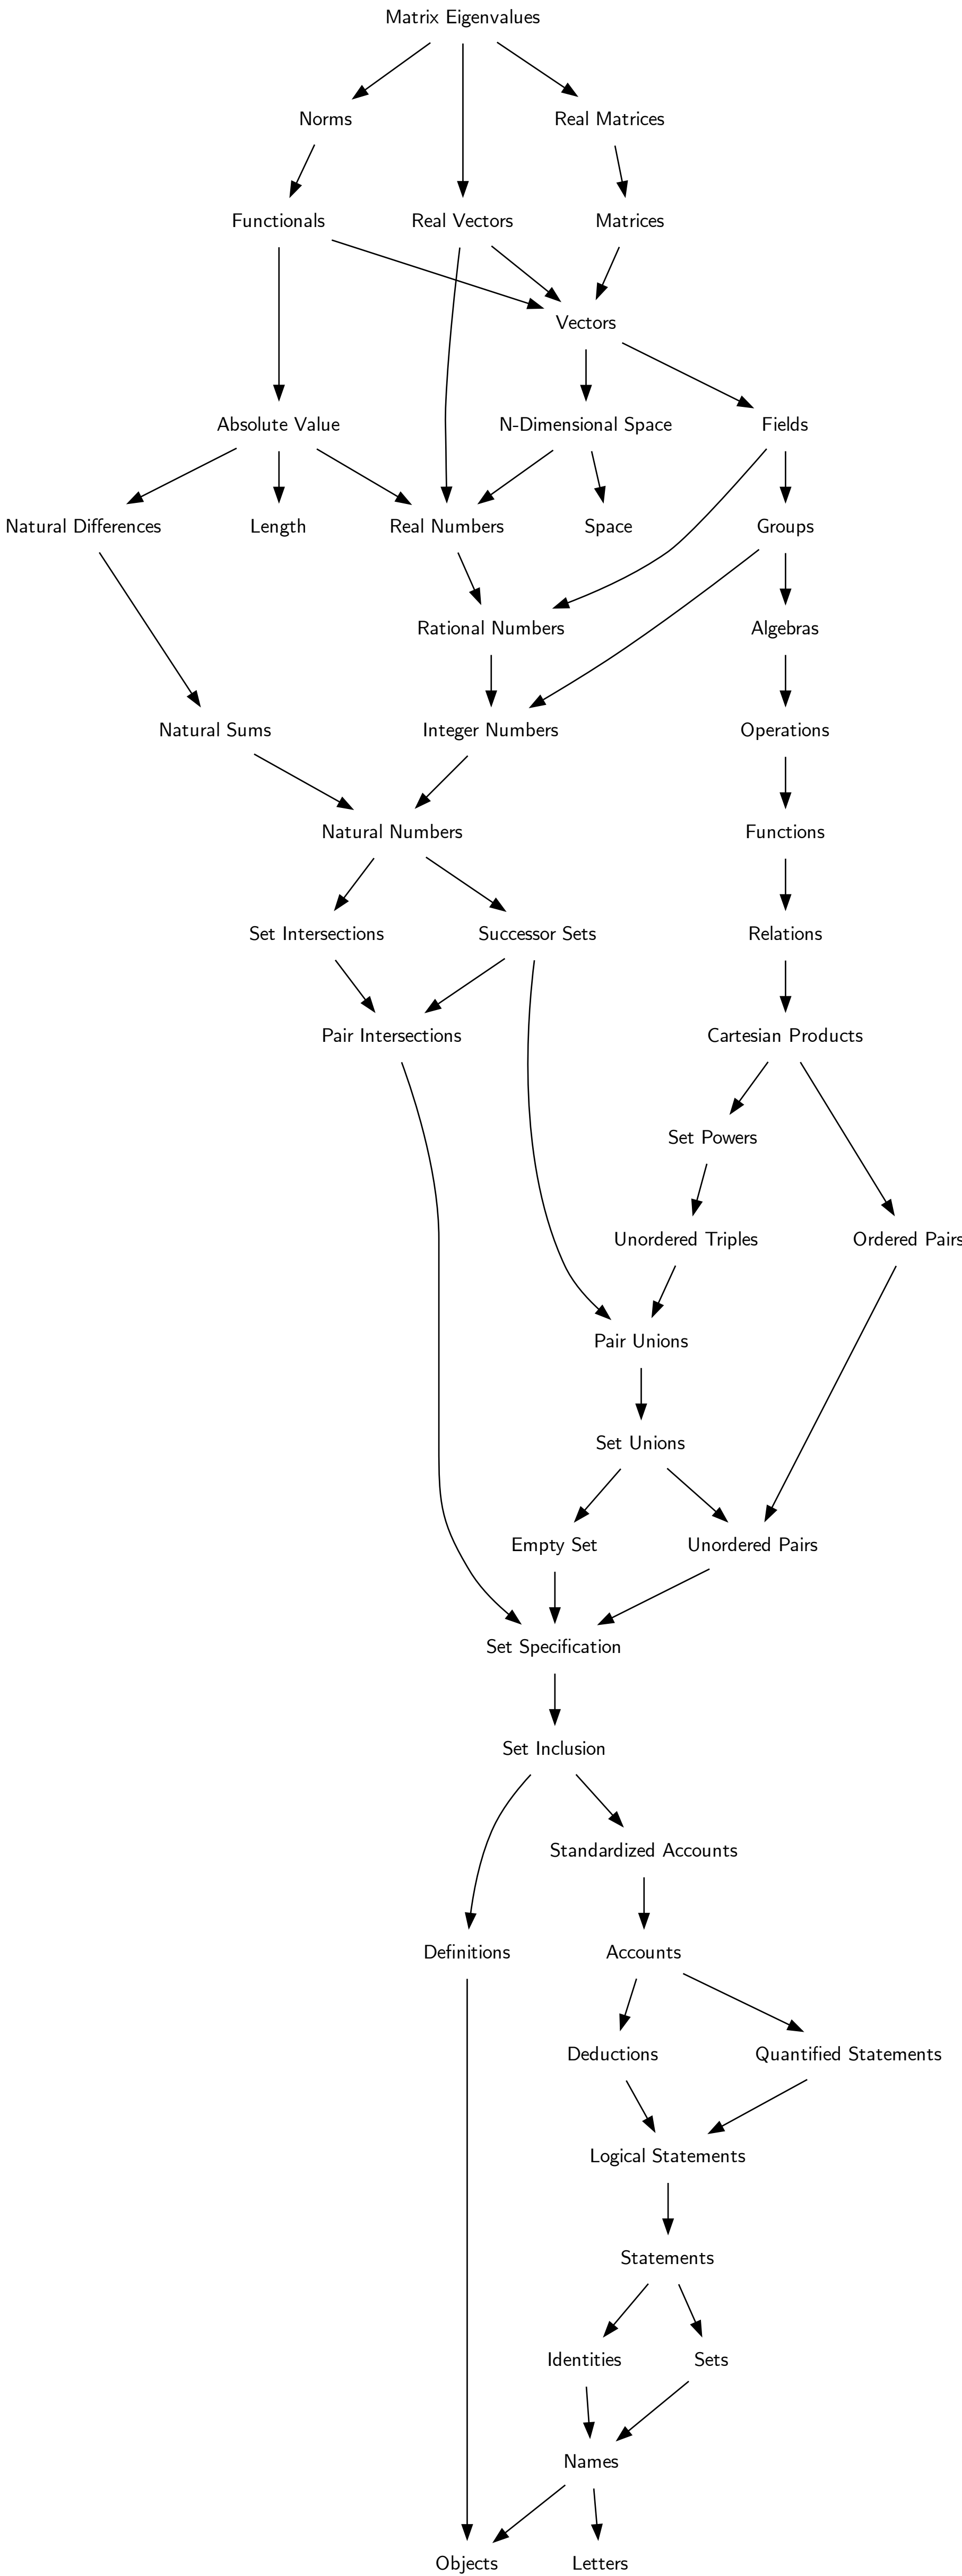 Matrix Eigenvalues
Norms
Real Matrices
Functionals
Real Vectors
Matrices
Vectors
Absolute Value
N-Dimensional Space
Fields
Natural Differences
Length
Real Numbers
Space
Groups
Rational Numbers
Algebras
Natural Sums
Integer Numbers
Operations
Natural Numbers
Functions
Set Intersections
Successor Sets
Relations
Pair Intersections
Cartesian Products
Set Powers
Unordered Triples
Ordered Pairs
Pair Unions
Set Unions
Empty Set
Unordered Pairs
Set Specification
Set Inclusion
Standardized Accounts
Definitions
Accounts
Deductions
Quantified Statements
Logical Statements
Statements
Identities
Sets
Names
Objects
Letters